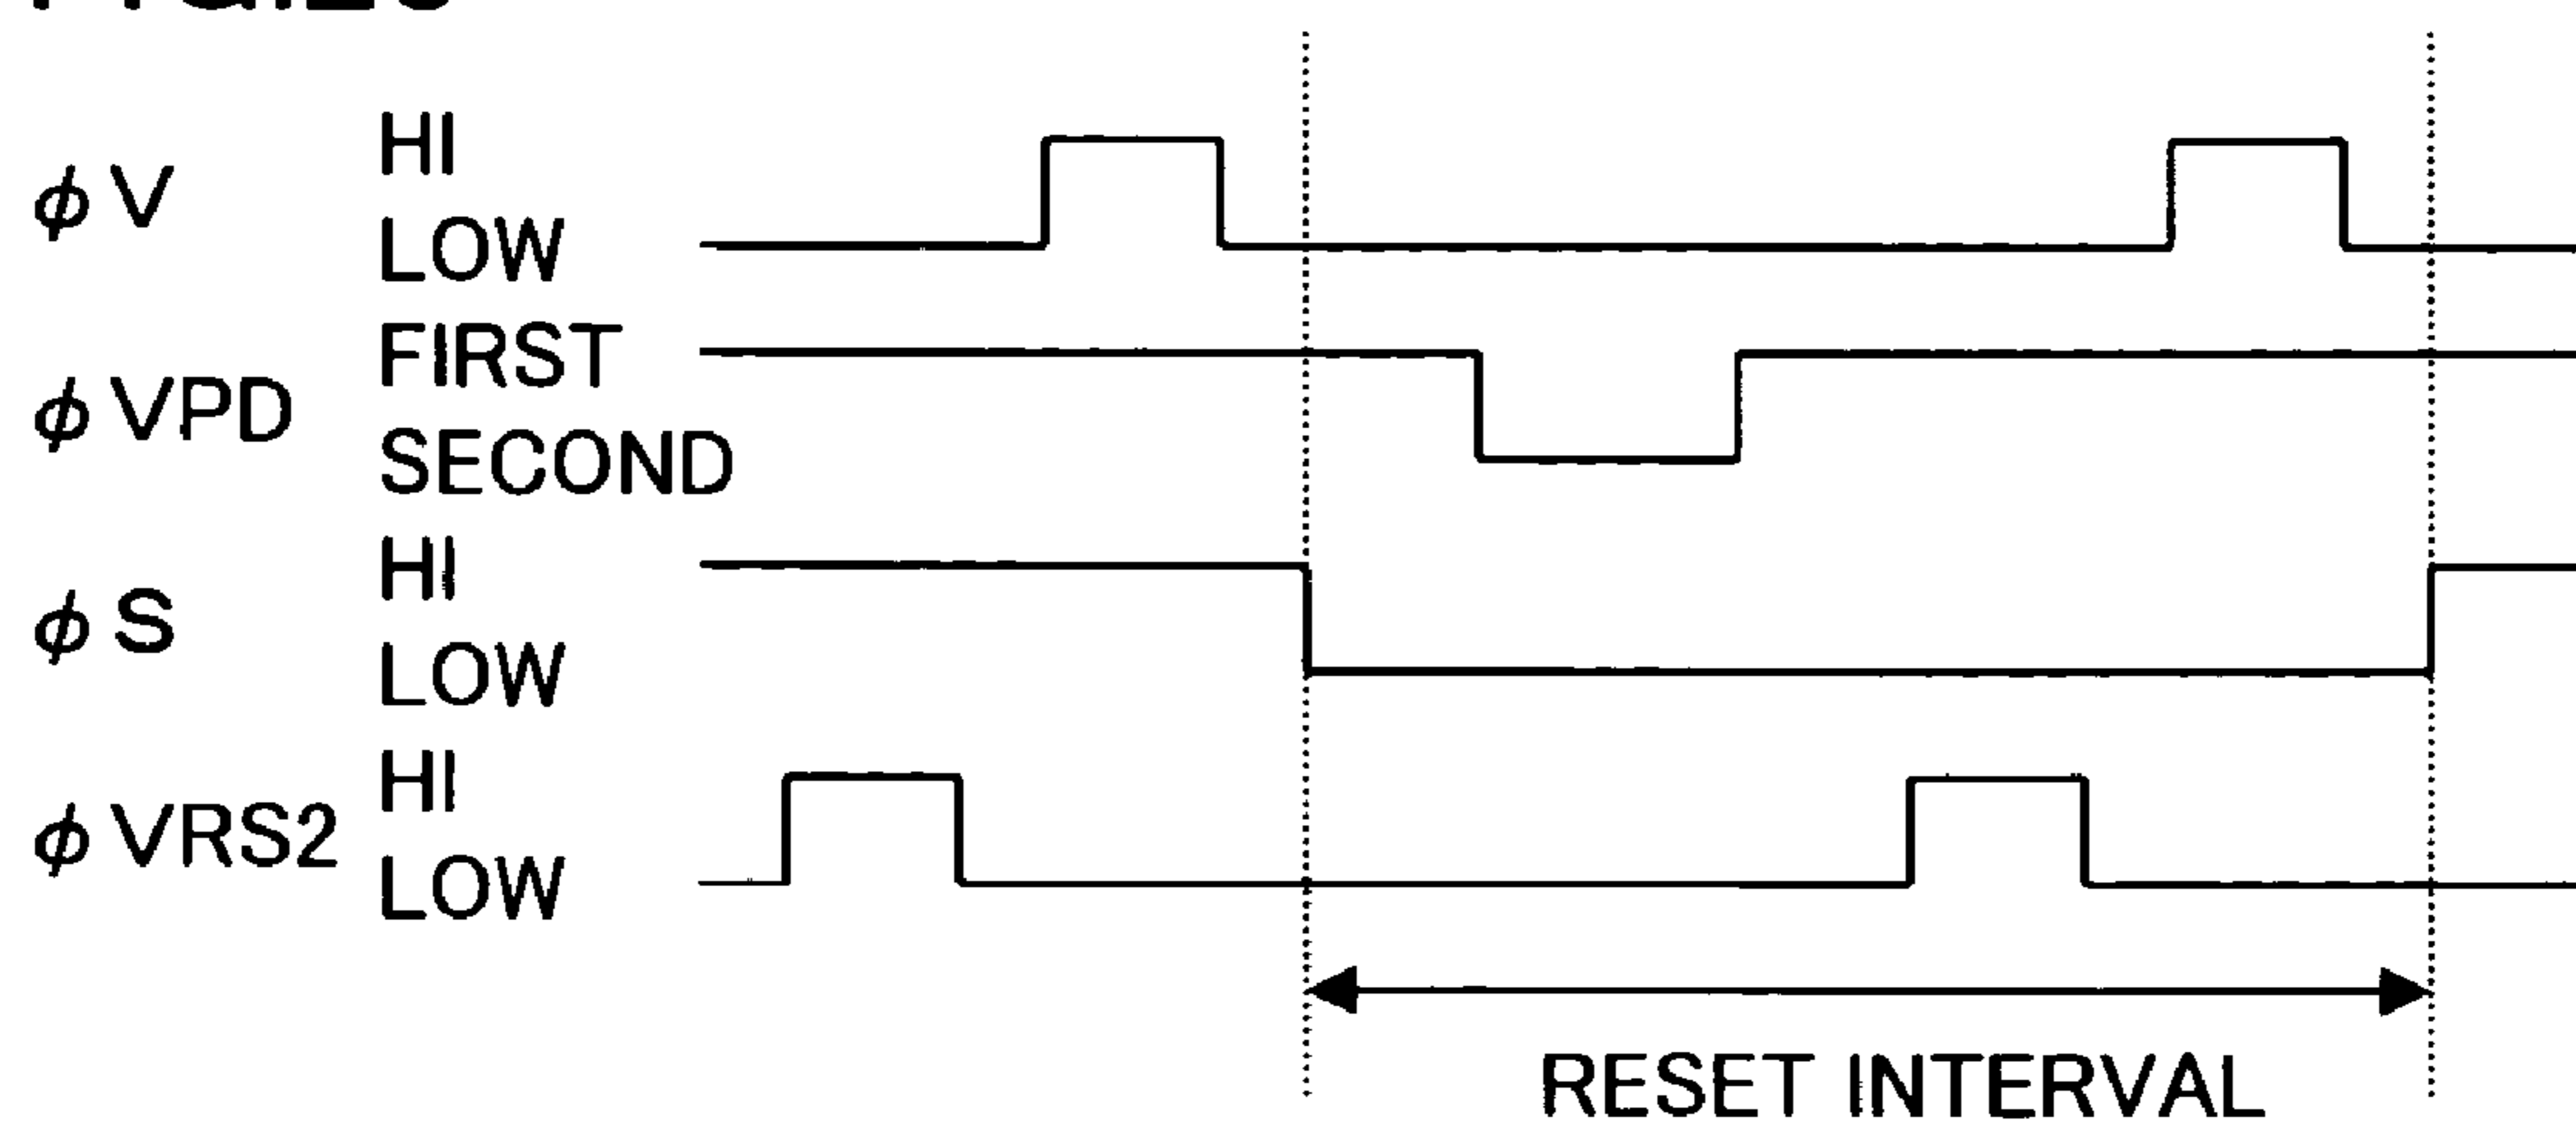 φV HI
LOW
φVPD FIRST
SECOND
φS HI
LOW
φVRS2 HI
LOW
RESET INTERVAL